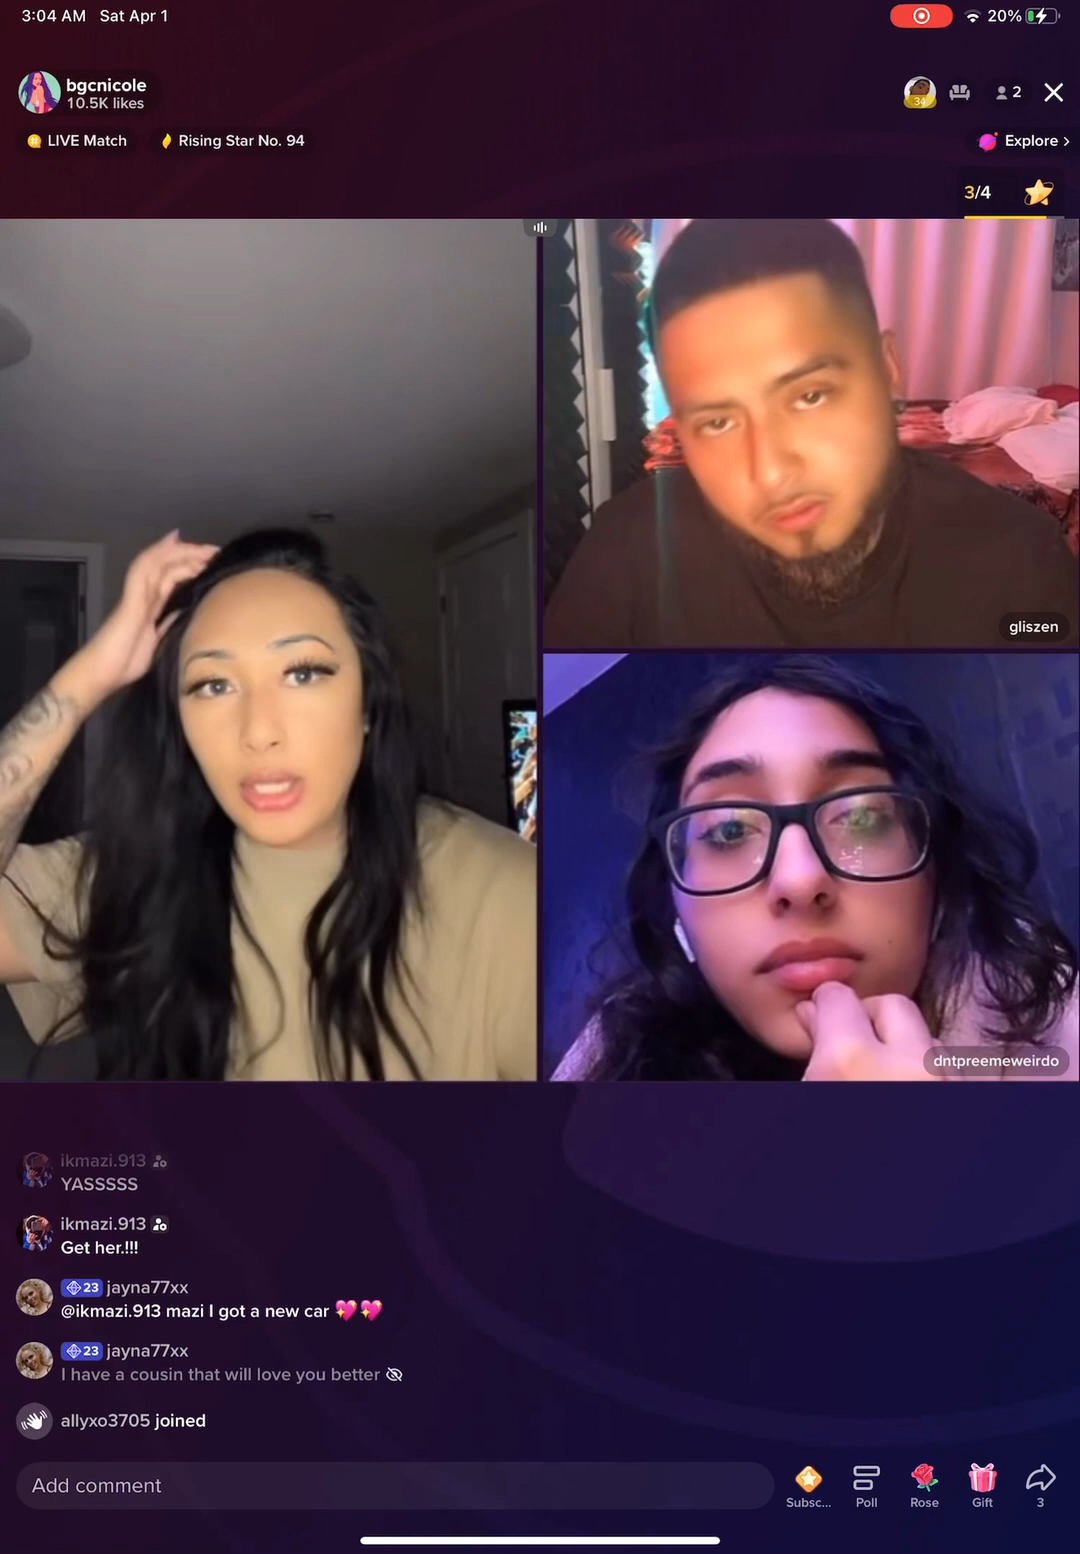 3:04 AM Sat Apr 1
20%
bgcnicole
10.5K likes
34
2
LIVE Match
Rising Star No. 94
Explore >
3/4
gliszen
dntpreemeweirdo
ikmazi.913
YASSSSS
ikmazi.913
Get her.!!!
23 jayna77xx
@ikmazi.913 mazi I got a new car 💖💖
23 jayna77xx
I have a cousin that will love you better
allyxo3705 joined
Add comment
Subsc...
Poll
Rose
Gift
3